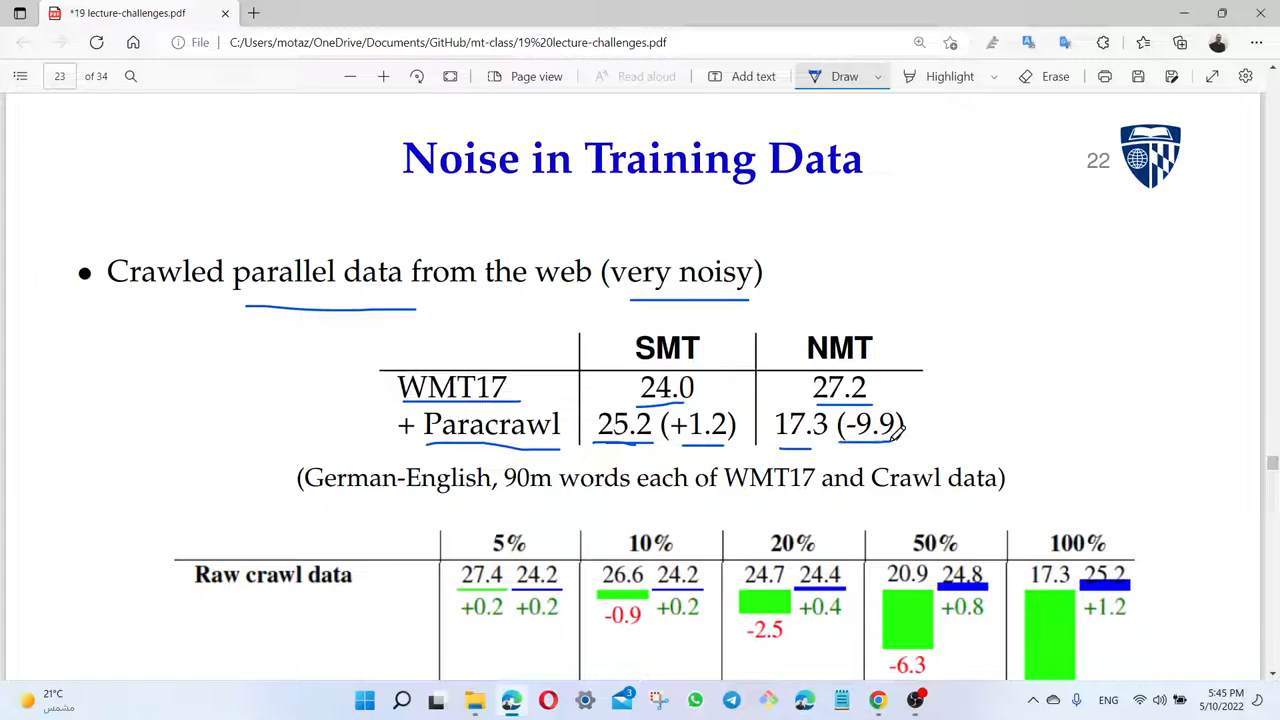 *19 lecture-challenges.pdf
File
C:/Users/motaz/OneDrive/Documents/GitHub/mt-class/19%20lecture-challenges.pdf
23 of 34
Page view
Read aloud
Add text
Draw
Highlight
Erase
Noise in Training Data
22
• Crawled parallel data from the web (very noisy)
SMT NMT
WMT17 24.0 27.2
+ Paracrawl 25.2 (+1.2) 17.3 (-9.9)
(German-English, 90m words each of WMT17 and Crawl data)
5% 10% 20% 50% 100%
Raw crawl data 27.4 24.2 26.6 24.2 24.7 24.4 20.9 24.8 17.3 25.2
+0.2 +0.2 -0.9 +0.2 -2.5 +0.4 -6.3 +0.8 +1.2
21°C
مشمس
3
ENG
5:45 PM